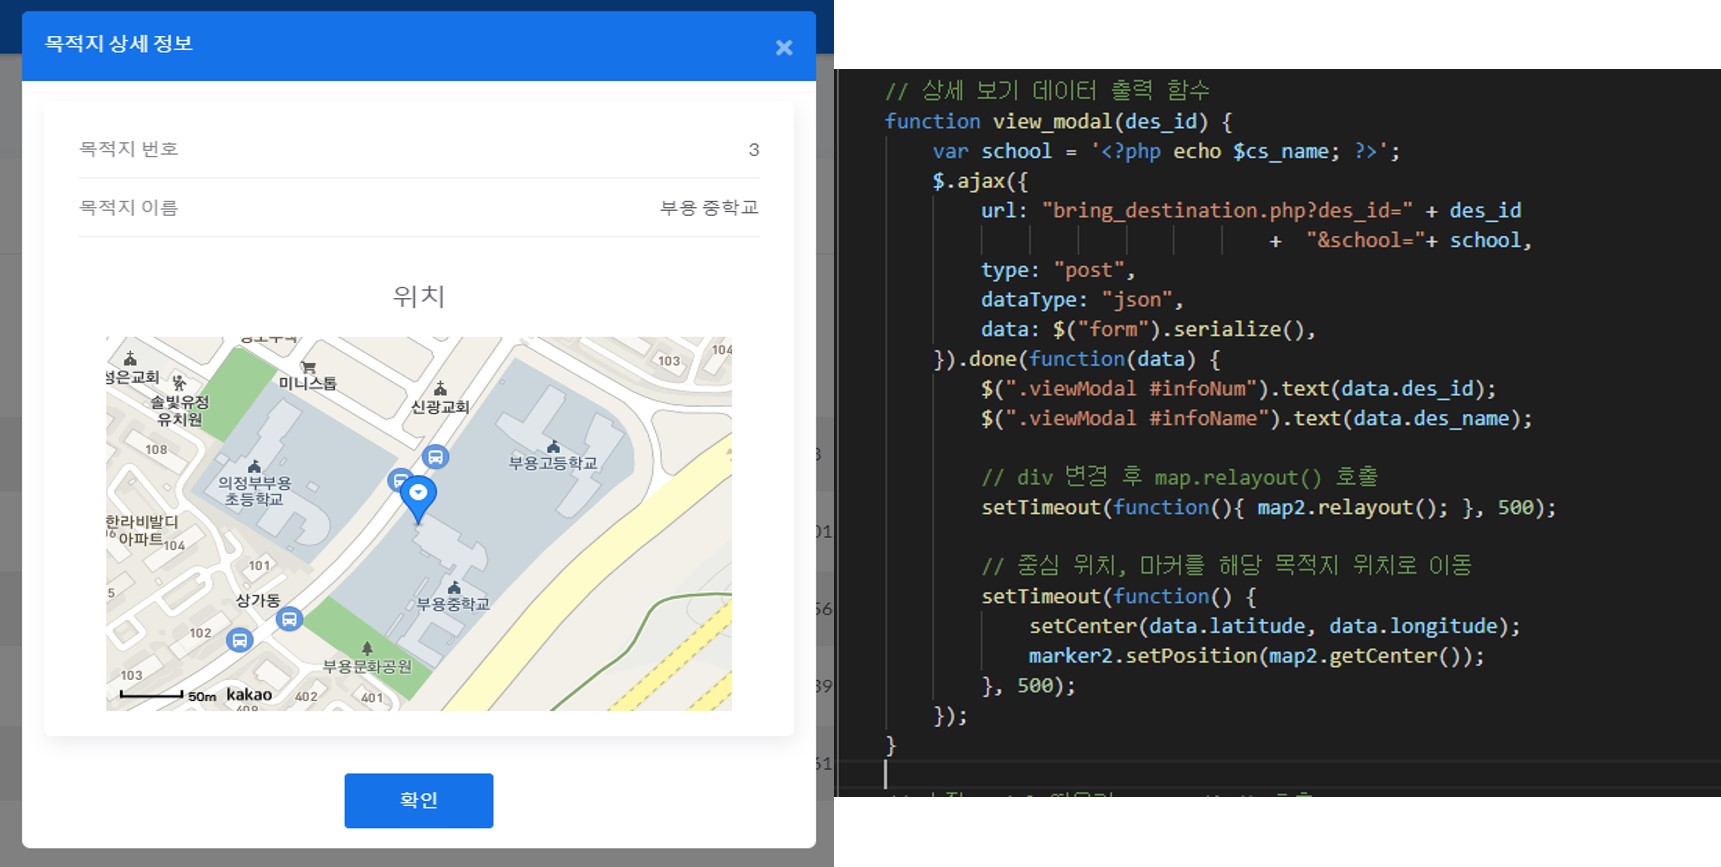 목적지 상세 정보
×
목적지 번호 3
목적지 이름 부용 중학교
위치
103
104
성은교회
미니스톱
솔빛유정
유치원
신광교회
108
부용고등학교
의정부부용
초등학교
한라비발디
아파트
104
101
상가동
부용중학교
102
부용문화공원
103
50m kakao
402
401
확인
// 상세 보기 데이터 출력 함수
function view_modal(des_id) {
var school = '<?php echo $cs_name; ?>';
$.ajax({
url: "bring_destination.php?des_id=" + des_id
+ "&school="+ school,
type: "post",
dataType: "json",
data: $("form").serialize(),
}).done(function(data) {
$(".viewModal #infoNum").text(data.des_id);
$(".viewModal #infoName").text(data.des_name);
// div 변경 후 map.relayout() 호출
setTimeout(function(){ map2.relayout(); }, 500);
// 중심 위치, 마커를 해당 목적지 위치로 이동
setTimeout(function() {
setCenter(data.latitude, data.longitude);
marker2.setPosition(map2.getCenter());
}, 500);
});
}